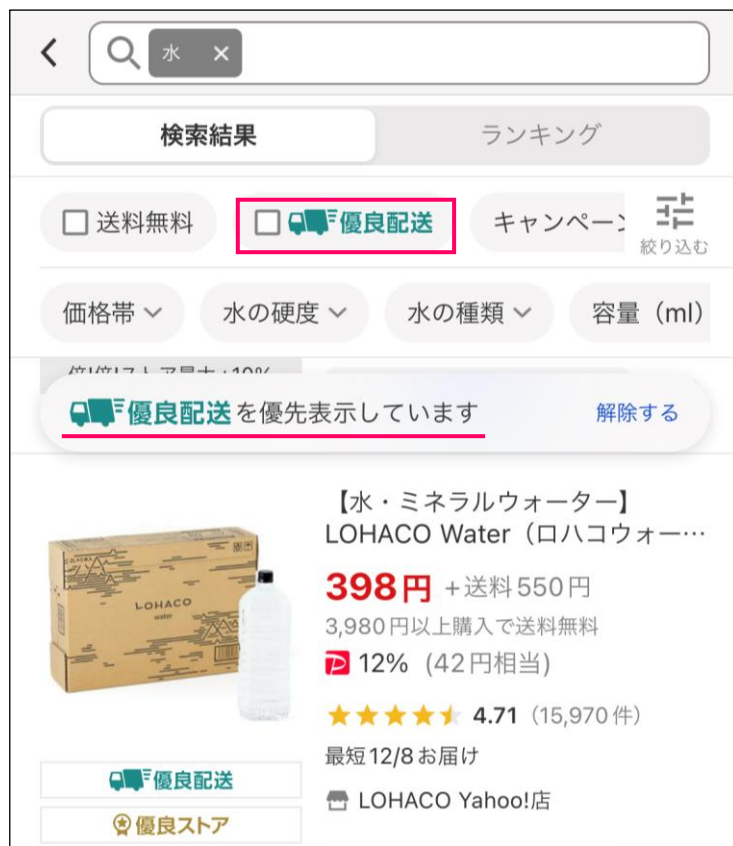 水 ×
検索結果 ランキング
送料無料 優良配送 キャンペーン 絞り込む
価格帯 水の硬度 水の種類 容量（ml）
優良配送を優先表示しています 解除する
【水・ミネラルウォーター】
LOHACO Water（ロハコウォー…
398円 +送料550円
3,980円以上購入で送料無料
P 12% （42円相当）
4.71 （15,970件）
最短12/8お届け
LOHACO Yahoo!店
LOHACO
water
優良配送
優良ストア